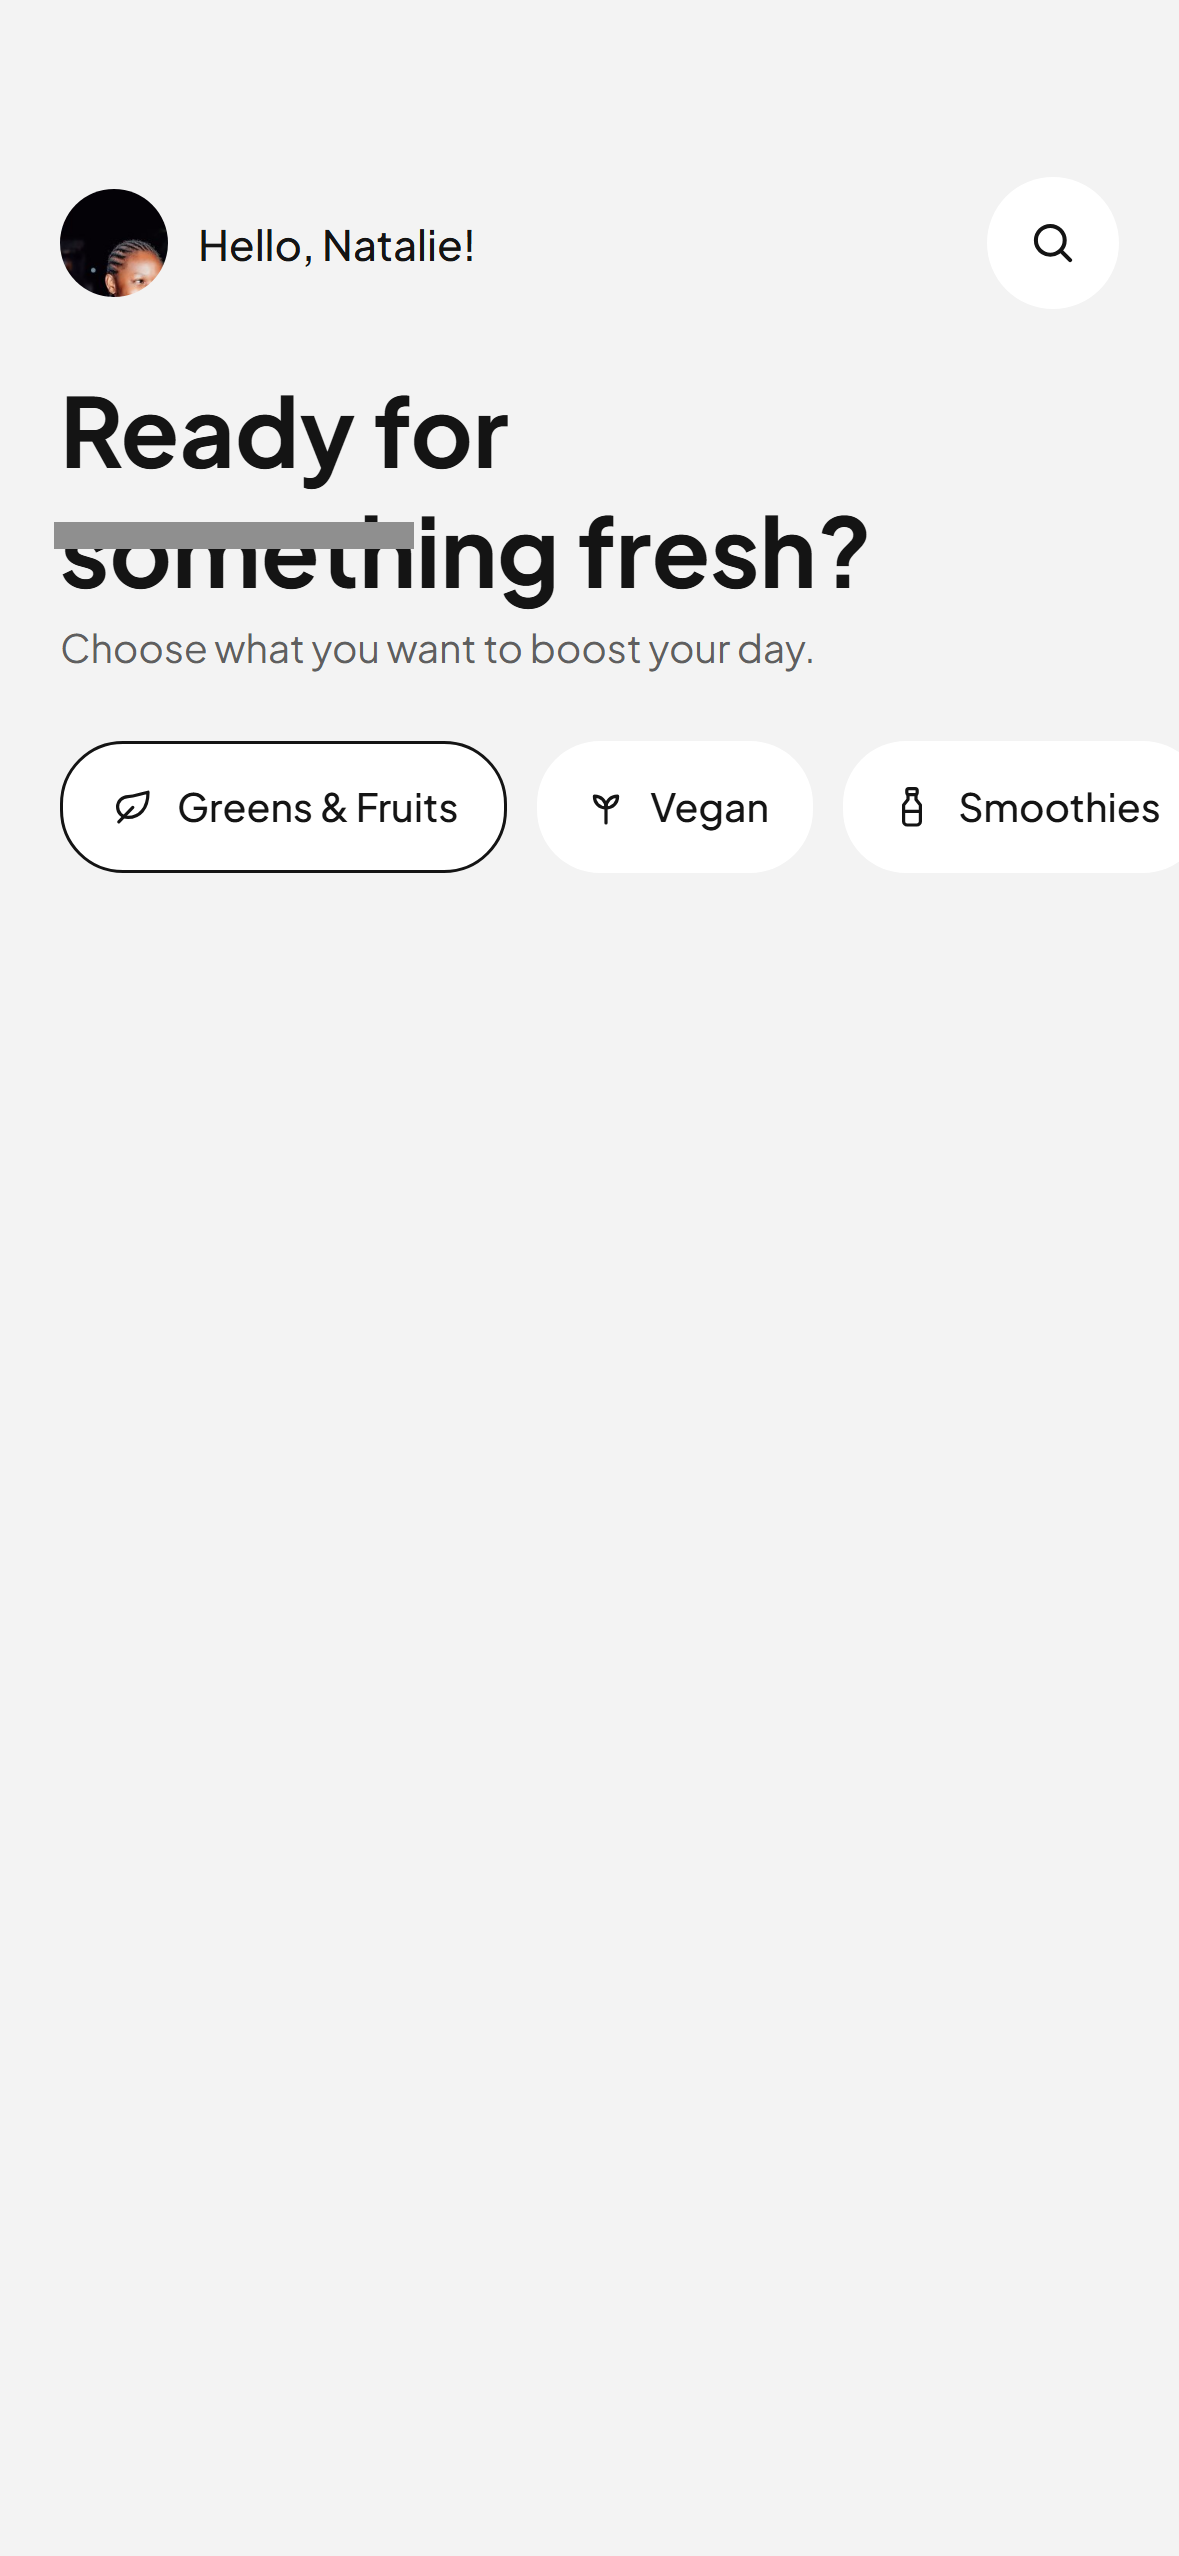 Hello, Natalie!
Ready for
something fresh?
Choose what you want to boost your day.
Greens & Fruits
Vegan
Smoothies